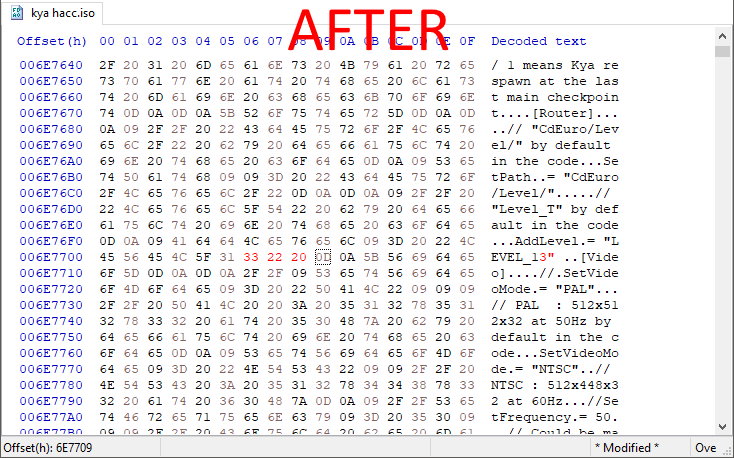 kya hacc.iso
AFTER
Offset(h) 00 01 02 03 04 05 06 07 08 09 0A 0B 0C 0D 0E 0F Decoded text
006E7640 2F 20 31 20 6D 65 61 6E 73 20 4B 79 61 20 72 65 / 1 means Kya re
006E7650 73 70 61 77 6E 20 61 74 20 74 68 65 20 6C 61 73 spawn at the las
006E7660 74 20 6D 61 69 6E 20 63 68 65 63 6B 70 6F 69 6E t main checkpoin
006E7670 74 0D 0A 0D 0A 5B 52 6F 75 74 65 72 5D 0D 0A 0D t....[Router]...
006E7680 0A 09 2F 2F 20 22 43 64 45 75 72 6F 2F 4C 65 76 ..// "CdEuro/Lev
006E7690 65 6C 2F 22 20 62 79 20 64 65 66 61 75 6C 74 20 el/" by default
006E76A0 69 6E 20 74 68 65 20 63 6F 64 65 0D 0A 09 53 65 in the code...Se
006E76B0 74 50 61 74 68 09 09 3D 20 22 43 64 45 75 72 6F tPath..= "CdEuro
006E76C0 2F 4C 65 76 65 6C 2F 22 0D 0A 0D 0A 09 2F 2F 20 /Level/".....//
006E76D0 22 4C 65 76 65 6C 5F 54 22 20 62 79 20 64 65 66 "Level_T" by def
006E76E0 61 75 6C 74 20 69 6E 20 74 68 65 20 63 6F 64 65 ault in the code
006E76F0 0D 0A 09 41 64 64 4C 65 76 65 6C 09 3D 20 22 4C ...AddLevel.= "L
006E7700 45 56 45 4C 5F 31 33 22 20 0D 0A 5B 56 69 64 65 EVEL_13" ..[Vide
006E7710 6F 5D 0D 0A 0D 0A 2F 2F 09 53 65 74 56 69 64 65 o]....//.SetVide
006E7720 6F 4D 6F 64 65 09 3D 20 22 50 41 4C 22 09 09 09 oMode.= "PAL"...
006E7730 2F 2F 20 50 41 4C 20 20 3A 20 35 31 32 78 35 31 // PAL  : 512x51
006E7740 32 78 33 32 20 61 74 20 35 30 48 7A 20 62 79 20 2x32 at 50Hz by
006E7750 64 65 66 61 75 6C 74 20 69 6E 20 74 68 65 20 63 default in the c
006E7760 6F 64 65 0D 0A 09 53 65 74 56 69 64 65 6F 4D 6F ode...SetVideoMo
006E7770 64 65 09 3D 20 22 4E 54 53 43 22 09 09 2F 2F 20 de.= "NTSC"..//
006E7780 4E 54 53 43 20 3A 20 35 31 32 78 34 34 38 78 33 NTSC : 512x448x3
006E7790 32 20 61 74 20 36 30 48 7A 0D 0A 09 2F 2F 53 65 2 at 60Hz...//Se
006E77A0 74 46 72 65 71 75 65 6E 63 79 09 3D 20 35 30 09 tFrequency.= 50.
006E77B0 09 09 2F 2F 20 43 6F 75 6C 64 20 62 65 20 6D 61 ..// Could be ma
Offset(h): 6E7709 * Modified * Ove